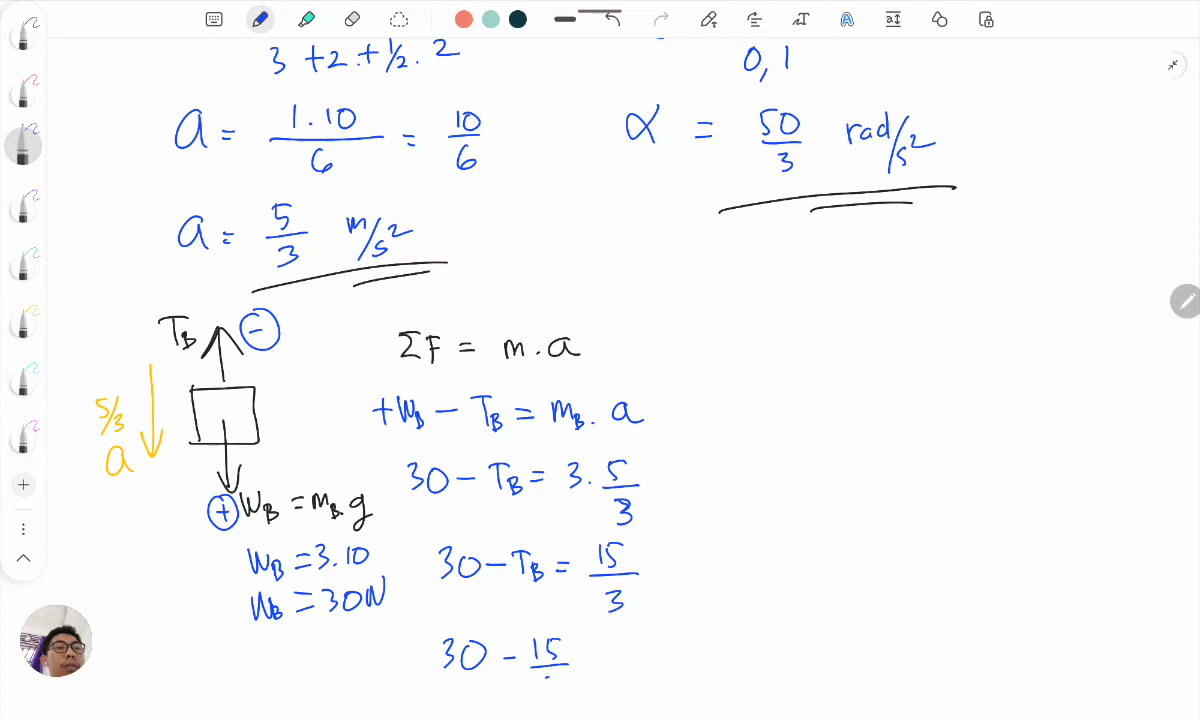 3 + 2 . + 1/2 . 2
0,1
a = 1.10/6 = 10/6
α = 50/3 rad/s²
a = 5/3 m/s²
T_B −
ΣF = m.a
5/3
a
+W_B − T_B = m_B . a
30 − T_B = 3. 5/3
+ W_B = m_B.g
W_B = 3.10
30 − T_B = 15/3
W_B = 30N
30 − 15